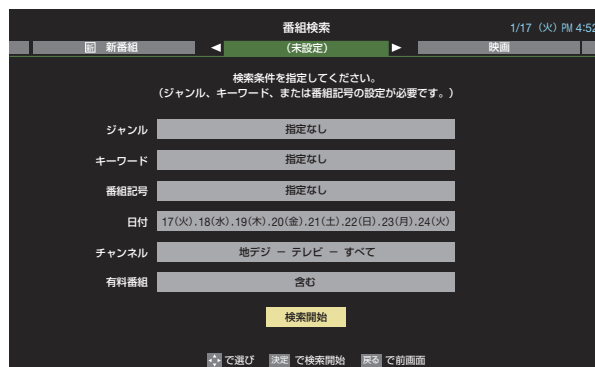 番組検索
1/17 (火) PM 4:52
新 新番組 ◀ (未設定) ▶ 映画
検索条件を指定してください。
(ジャンル、キーワード、または番組記号の設定が必要です。)
ジャンル 指定なし
キーワード 指定なし
番組記号 指定なし
日付 17(火).18(水).19(木).20(金).21(土).22(日).23(月).24(火)
チャンネル 地デジ − テレビ − すべて
有料番組 含む
検索開始
で選び 決定 で検索開始 戻る で前画面